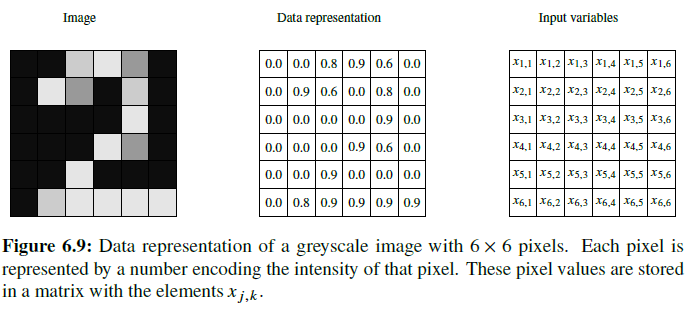 Image Data representation Input variables
0.0 0.0 0.8 0.9 0.6 0.0 x1,1 x1,2 x1,3 x1,4 x1,5 x1,6
0.0 0.9 0.6 0.0 0.8 0.0 x2,1 x2,2 x2,3 x2,4 x2,5 x2,6
0.0 0.0 0.0 0.0 0.9 0.0 x3,1 x3,2 x3,3 x3,4 x3,5 x3,6
0.0 0.0 0.0 0.9 0.6 0.0 x4,1 x4,2 x4,3 x4,4 x4,5 x4,6
0.0 0.0 0.9 0.0 0.0 0.0 x5,1 x5,2 x5,3 x5,4 x5,5 x5,6
0.0 0.8 0.9 0.9 0.9 0.9 x6,1 x6,2 x6,3 x6,4 x6,5 x6,6
Figure 6.9: Data representation of a greyscale image with 6 × 6 pixels. Each pixel is
represented by a number encoding the intensity of that pixel. These pixel values are stored
in a matrix with the elements xj,k.